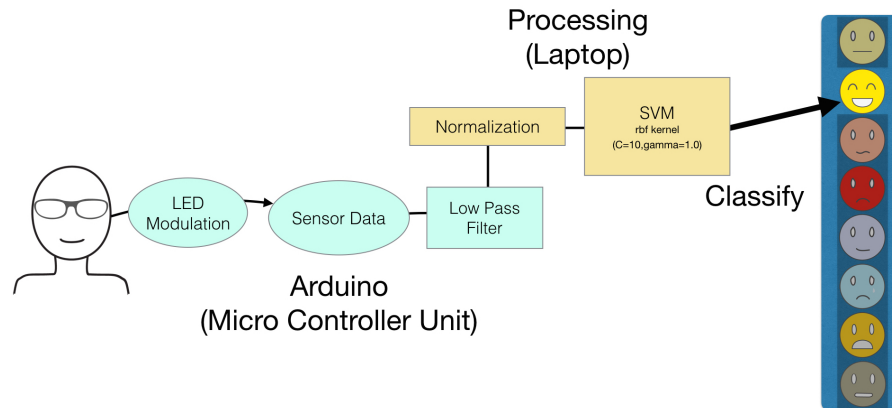 Processing
(Laptop)
SVM
rbf kernel
(C=10,gamma=1.0)
Normalization
Classify
LED
Modulation
Sensor Data
Low Pass
Filter
Arduino
(Micro Controller Unit)